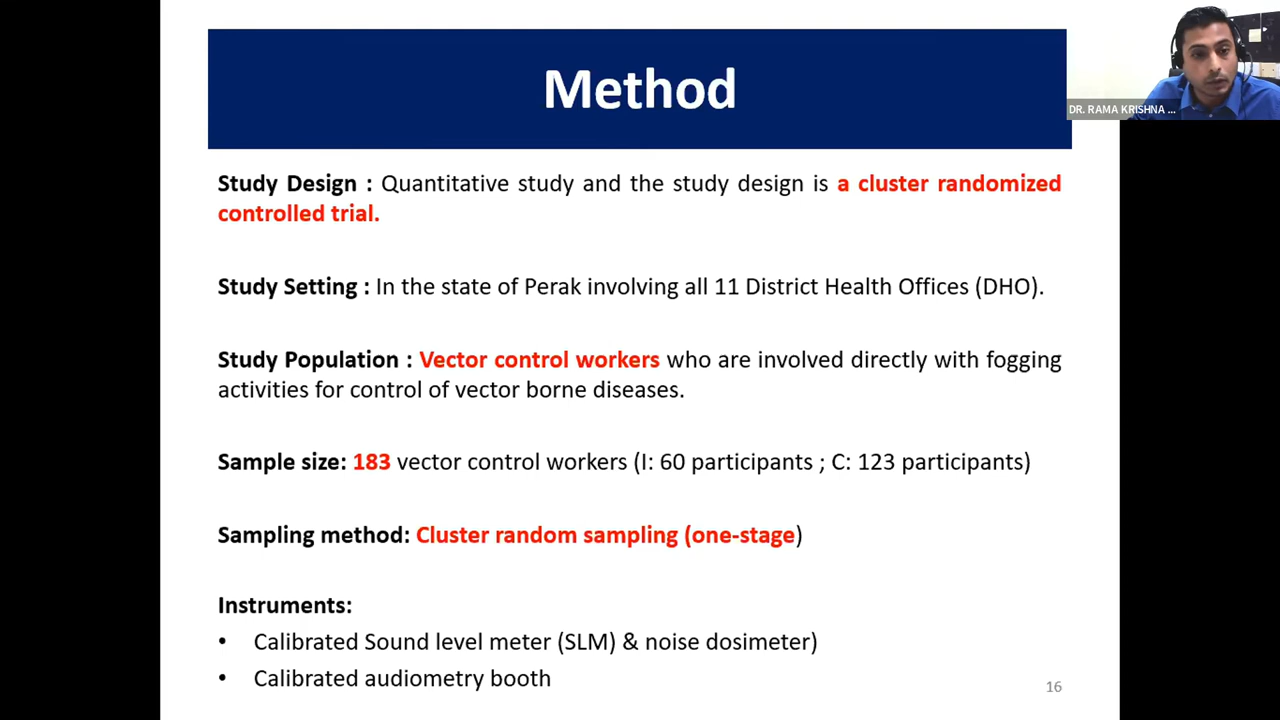 Method
DR. RAMA KRISHNA ...
Study Design : Quantitative study and the study design is a cluster randomized
controlled trial.
Study Setting : In the state of Perak involving all 11 District Health Offices (DHO).
Study Population : Vector control workers who are involved directly with fogging
activities for control of vector borne diseases.
Sample size: 183 vector control workers (I: 60 participants ; C: 123 participants)
Sampling method: Cluster random sampling (one-stage)
Instruments:
• Calibrated Sound level meter (SLM) & noise dosimeter)
• Calibrated audiometry booth
16